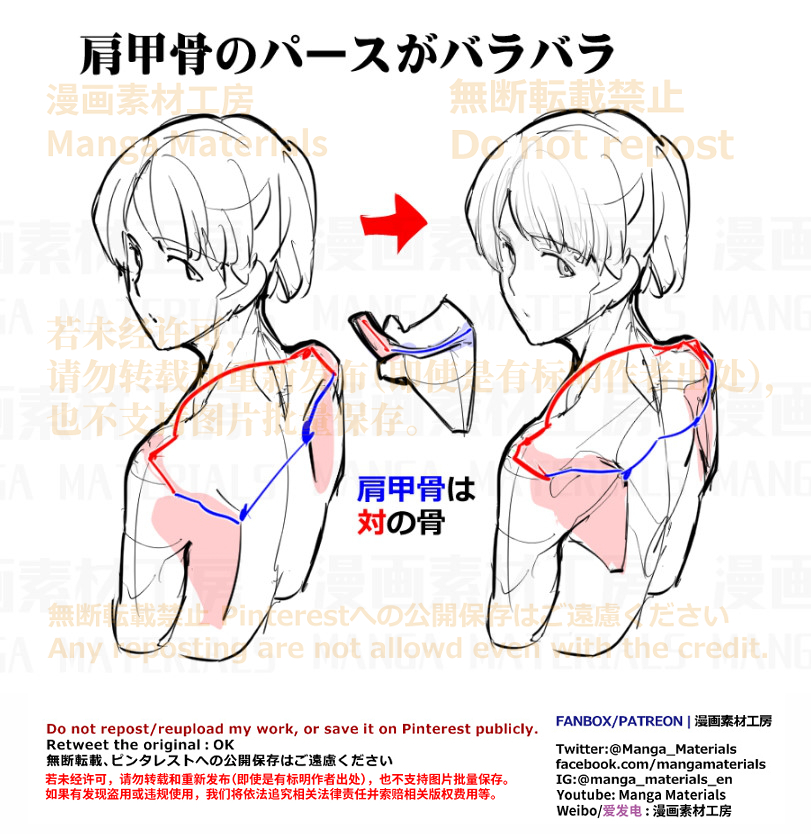 肩甲骨のパースがバラバラ
漫画素材工房
Manga Materials
無断転載禁止
Do not repost
若未经许可，
请勿转载和重新发布（即使是有标明作者出处），
也不支持图片批量保存。
肩甲骨は
対の骨
無断転載禁止 Pinterestへの公開保存はご遠慮ください
Any reposting are not allowd even with the credit.
Do not repost/reupload my work, or save it on Pinterest publicly.
Retweet the original : OK
無断転載、ピンタレストへの公開保存はご遠慮ください
若未经许可，请勿转载和重新发布（即使是有标明作者出处），也不支持图片批量保存。
如果有发现盗用或违规使用，我们将依法追究相关法律责任并索赔相关版权费用等。
FANBOX/PATREON | 漫画素材工房
Twitter:@Manga_Materials
facebook.com/mangamaterials
IG:@manga_materials_en
Youtube: Manga Materials
Weibo/爱发电 : 漫画素材工房